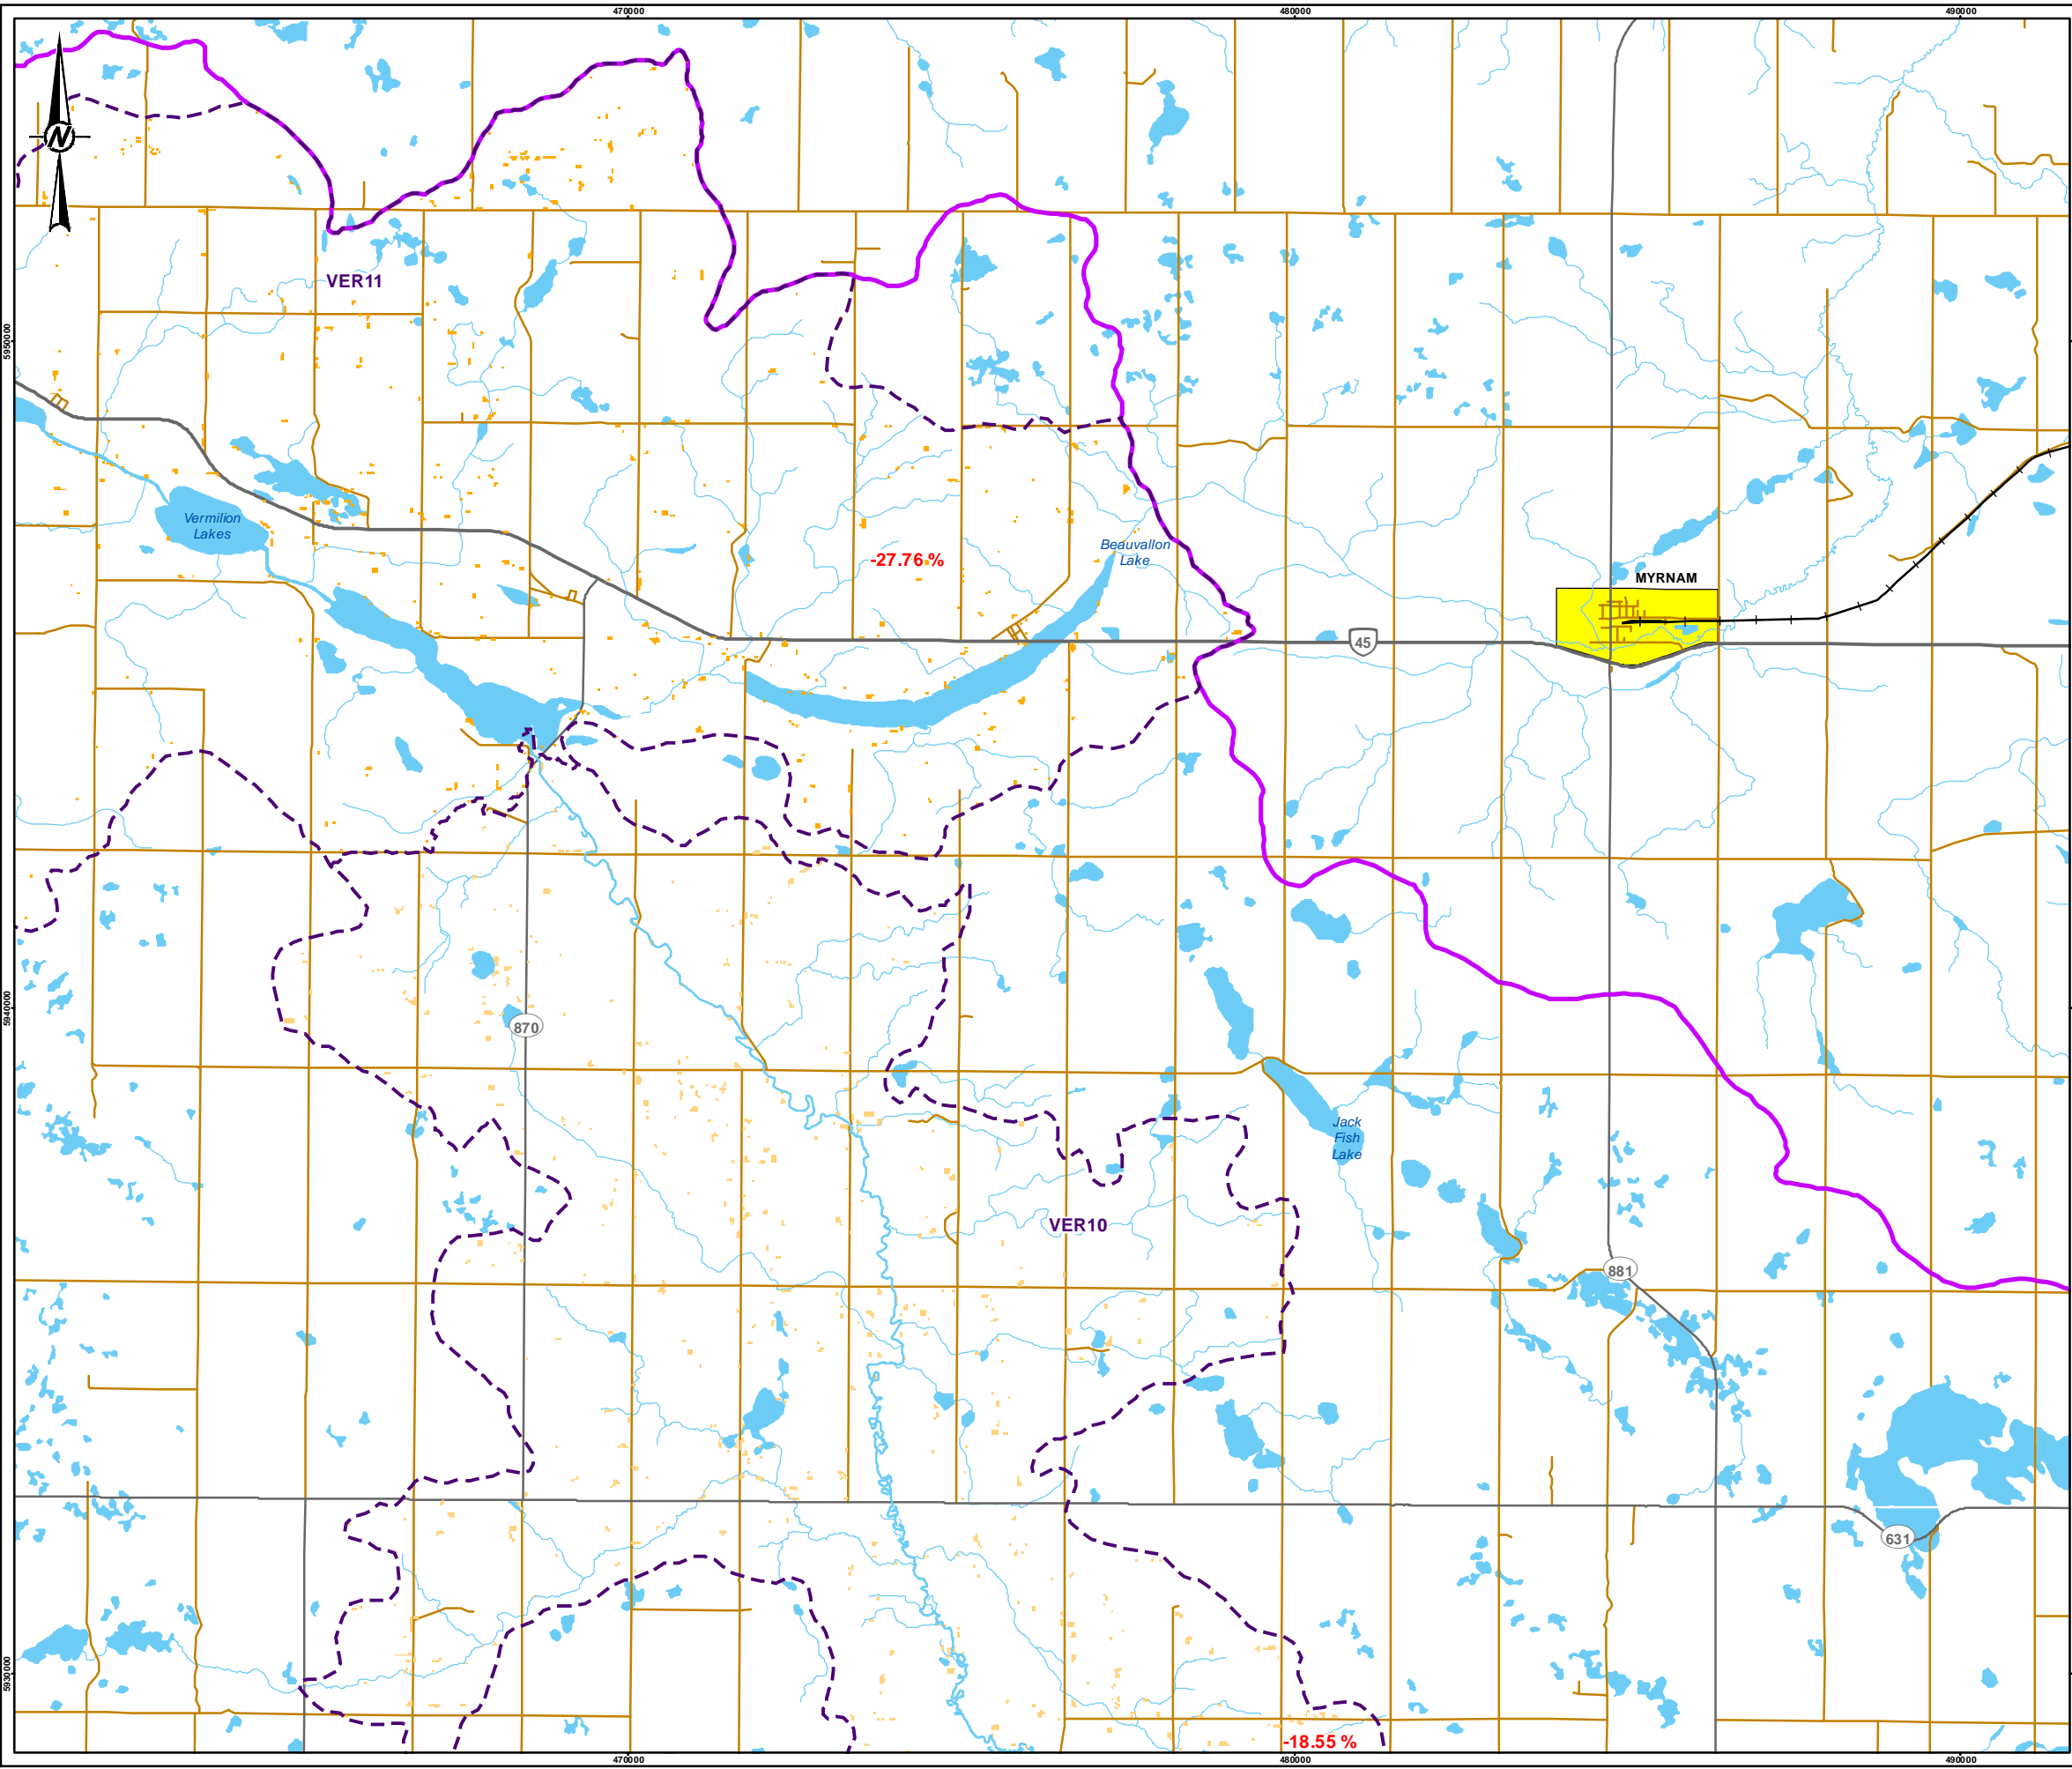 470000
480000
490000
N
VER11
5950000
Vermilion
Lakes
-27.76 %
Beauvallon
Lake
MYRNAM
45
5940000
870
Jack
Fish
Lake
VER10
881
631
5930000
-18.55 %
470000
480000
490000